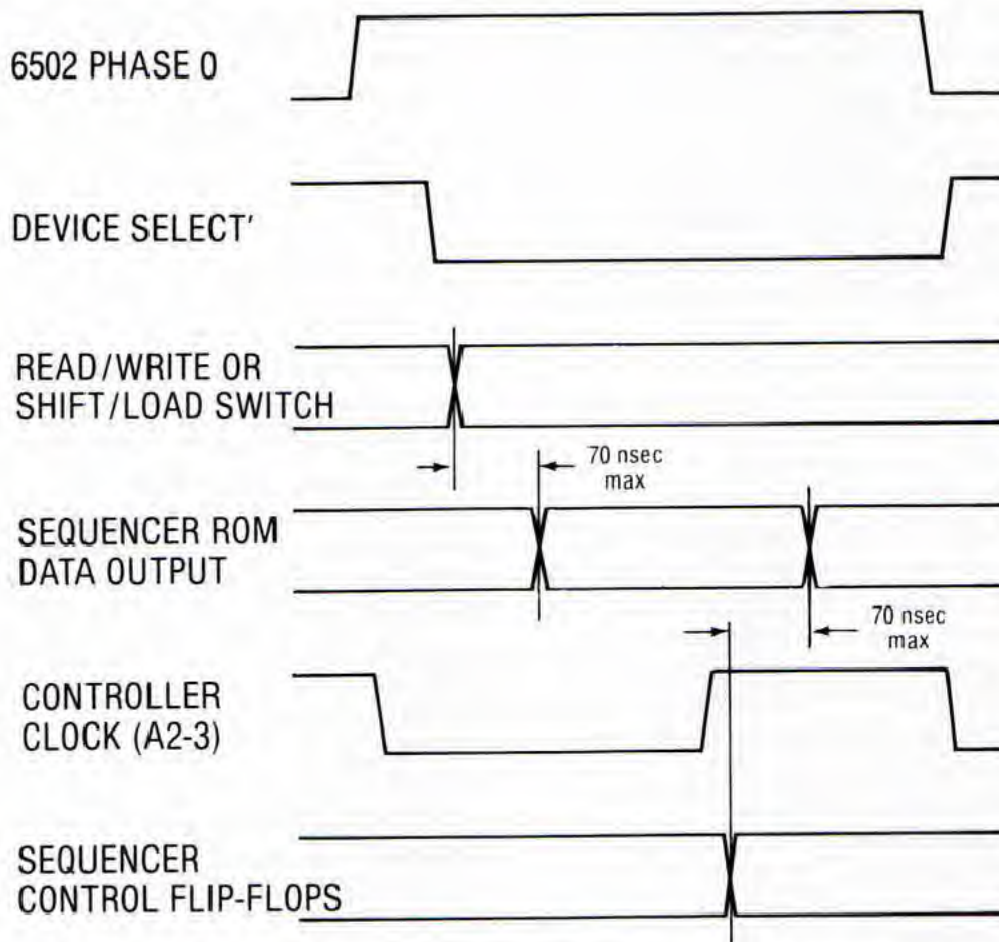 6502 PHASE 0
DEVICE SELECT′
READ/WRITE OR
SHIFT/LOAD SWITCH
70 nsec
max
SEQUENCER ROM
DATA OUTPUT
70 nsec
max
CONTROLLER
CLOCK (A2-3)
SEQUENCER
CONTROL FLIP-FLOPS